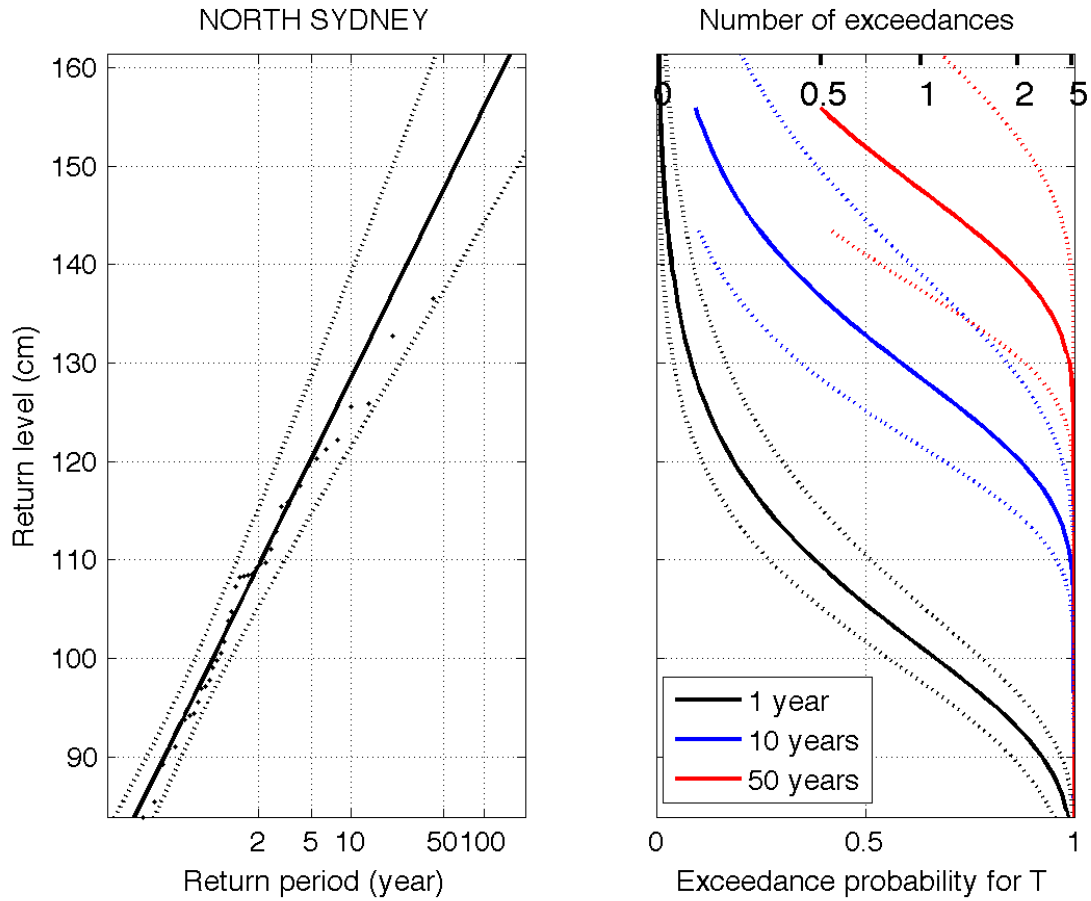 NORTH SYDNEY
Number of exceedances
160
150
140
130
120
110
100
90
Return level (cm)
2 5 10 50 100
Return period (year)
0 0.5 1 2 5
1 year
10 years
50 years
0 0.5 1
Exceedance probability for T